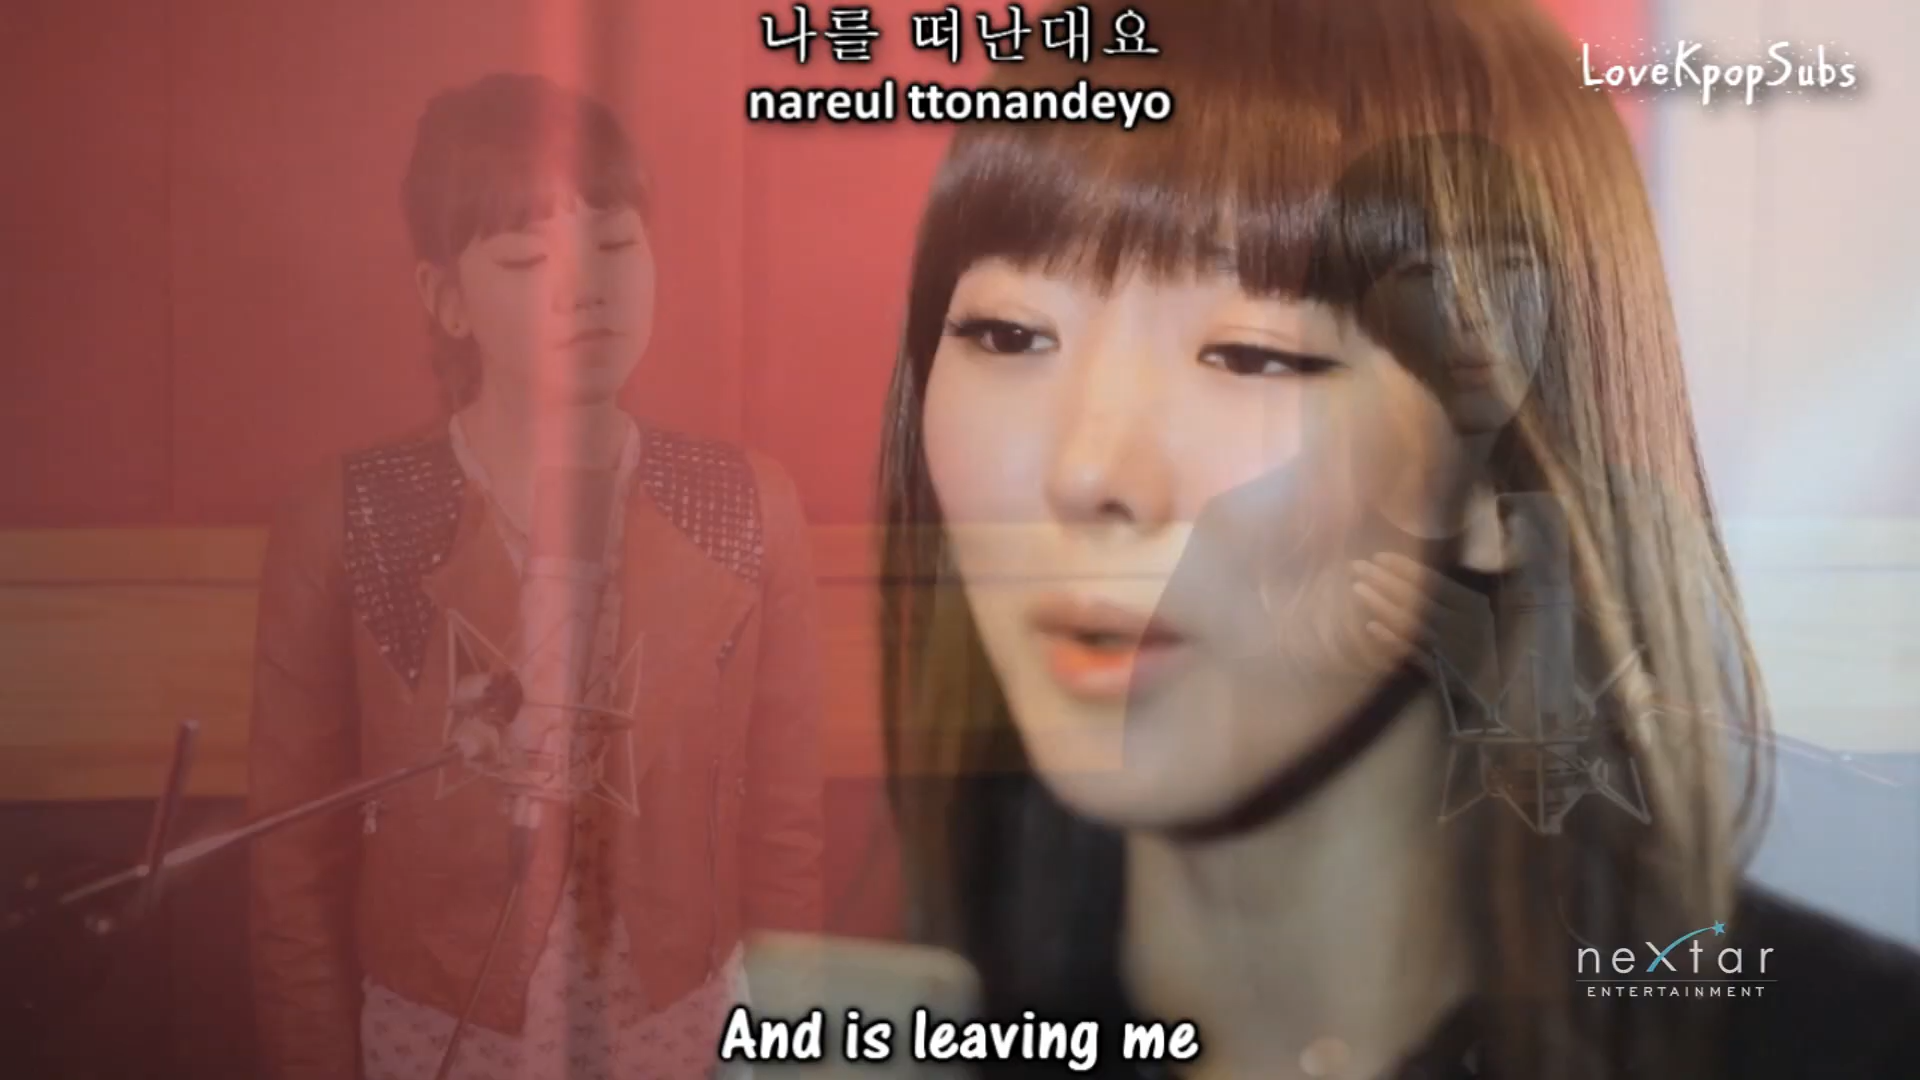 나를 떠난대요
nareul ttonandeyo
LoveKpopSubs
nextar
ENTERTAINMENT
And is leaving me